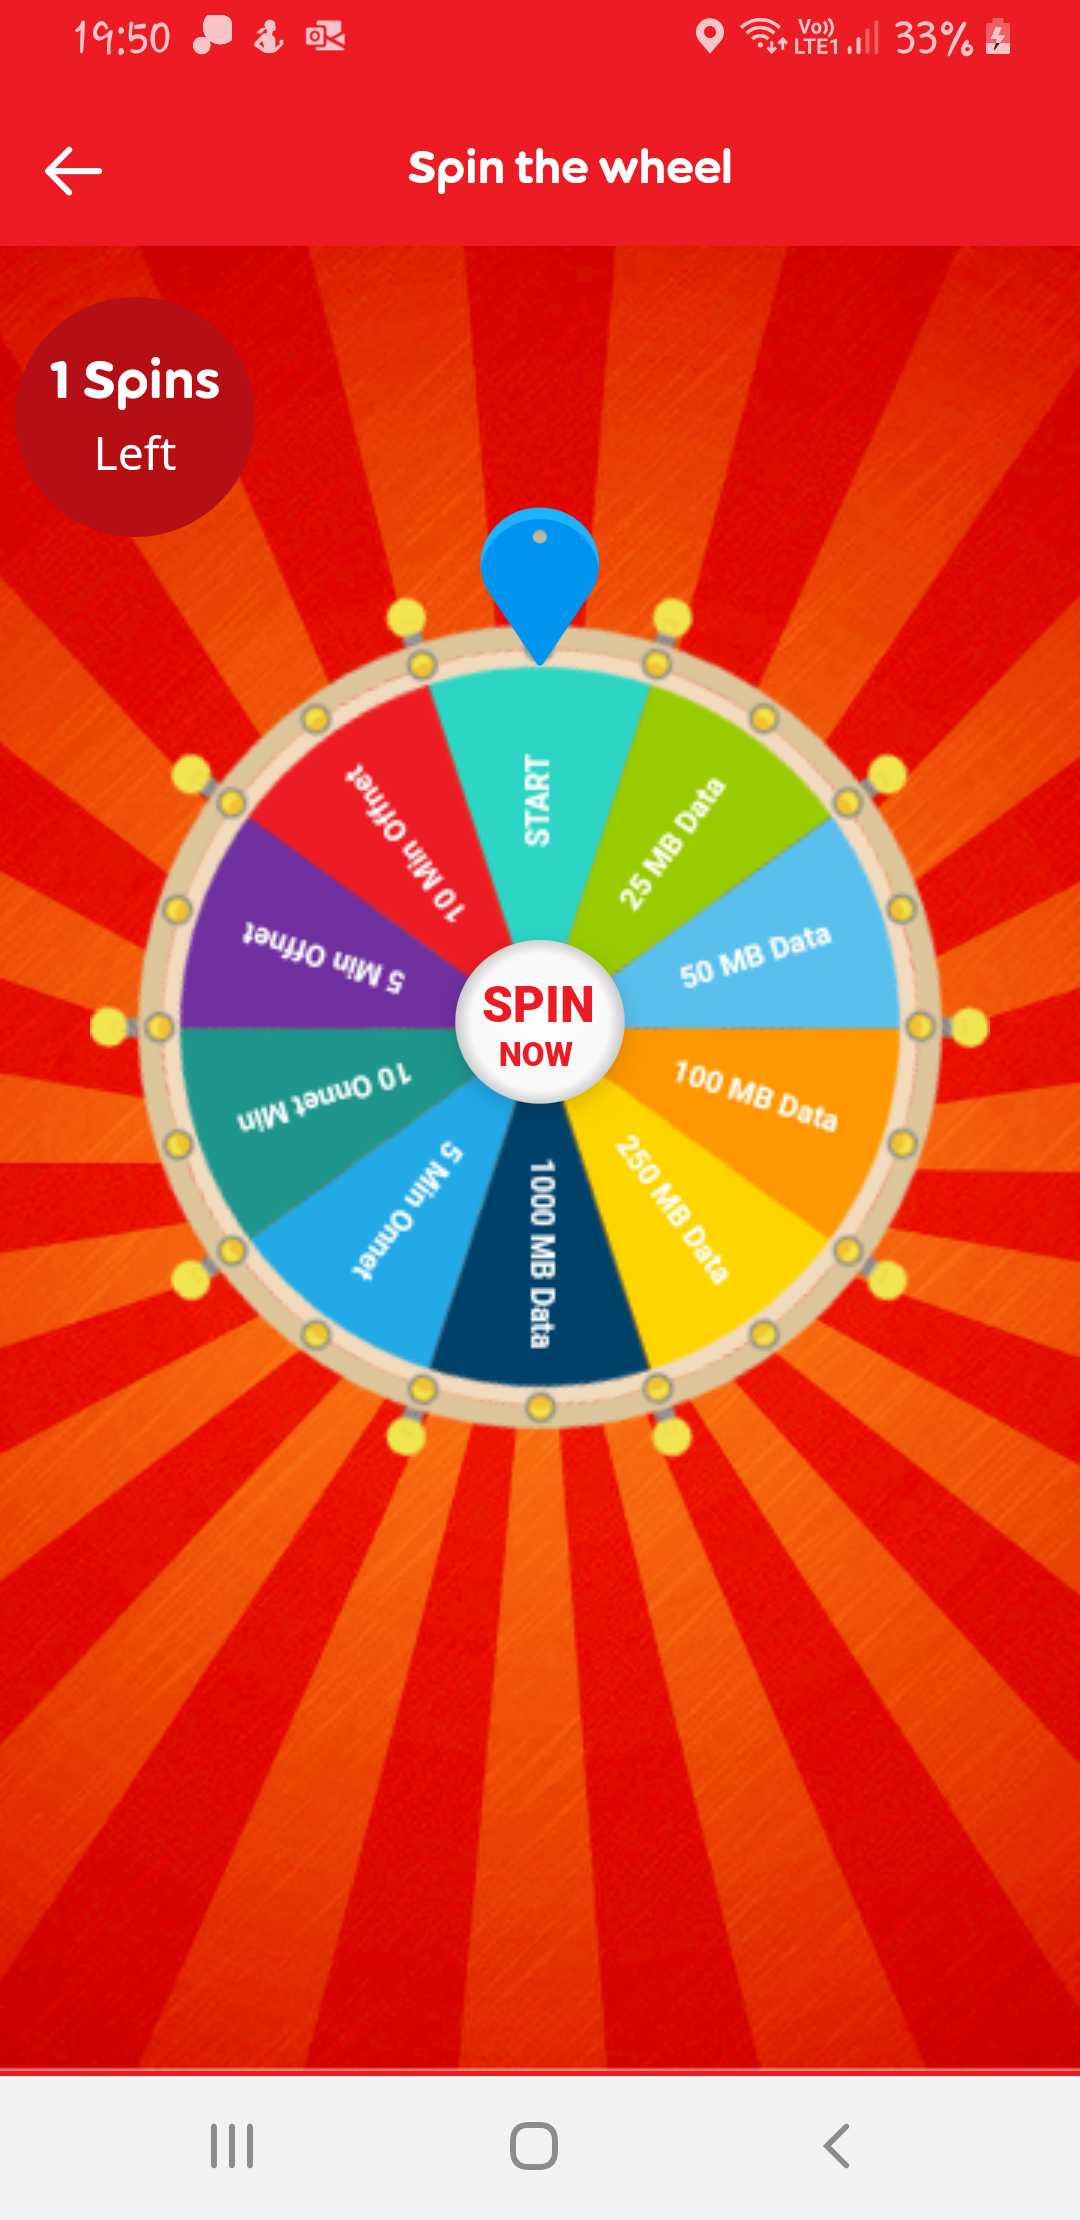 19:50
Vo))
LTE1
33%
Spin the wheel
1 Spins
Left
START
25 MB Data
50 MB Data
100 MB Data
250 MB Data
1000 MB Data
5 Min Onnet
10 Onnet Min
5 Min Offnet
10 Min Offnet
SPIN
NOW